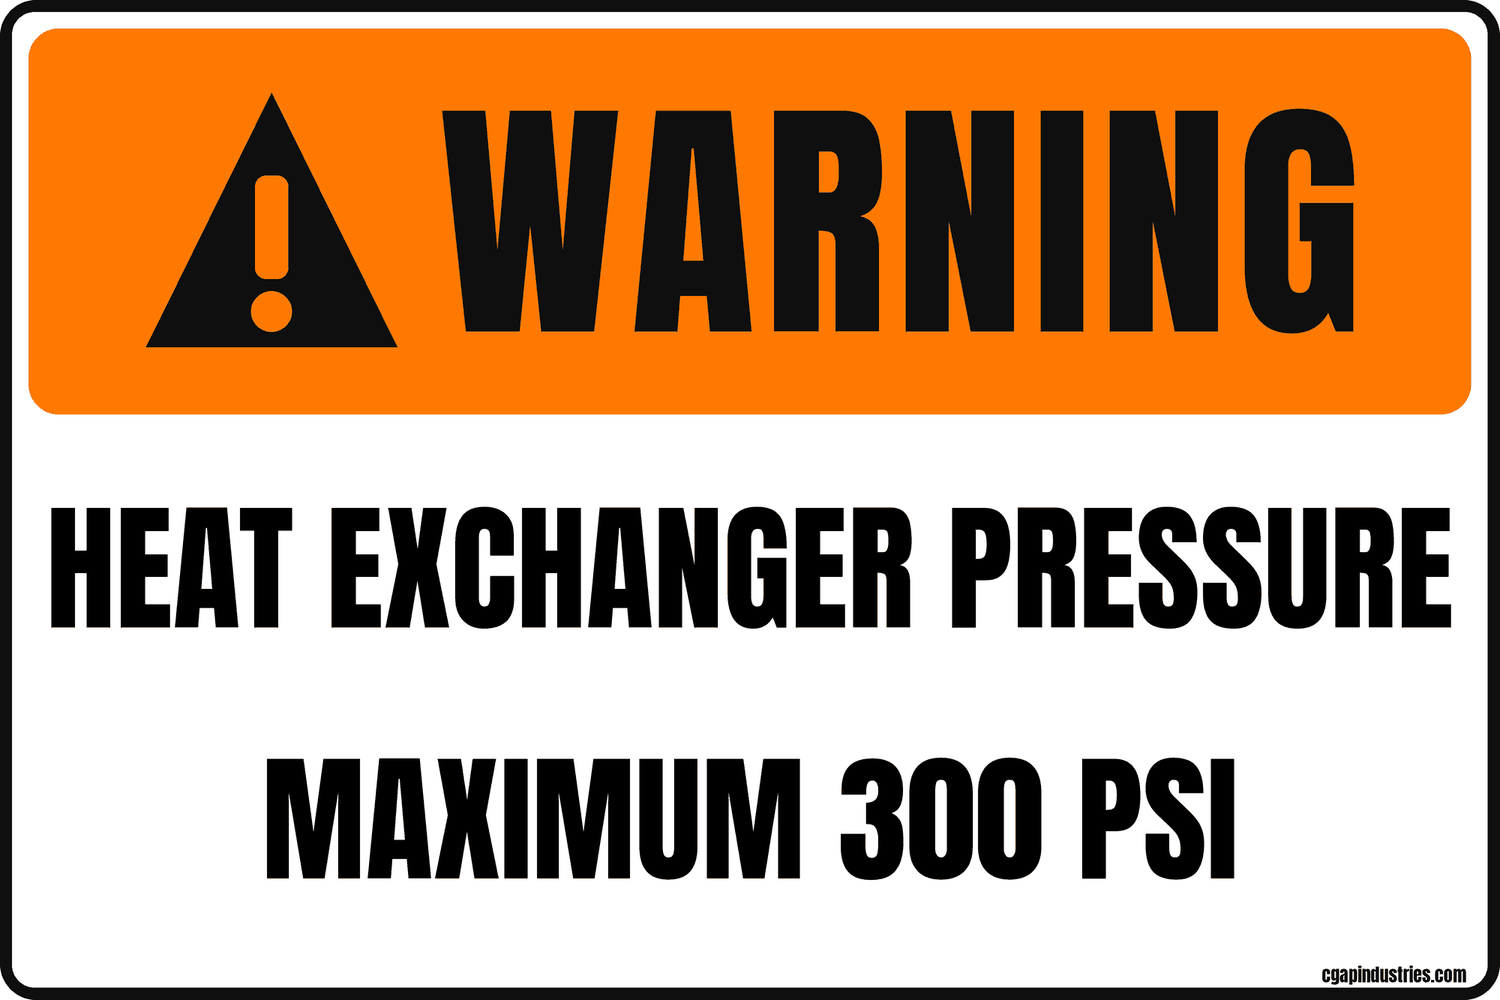 WARNING
HEAT EXCHANGER PRESSURE
MAXIMUM 300 PSI
cgapindustries.com